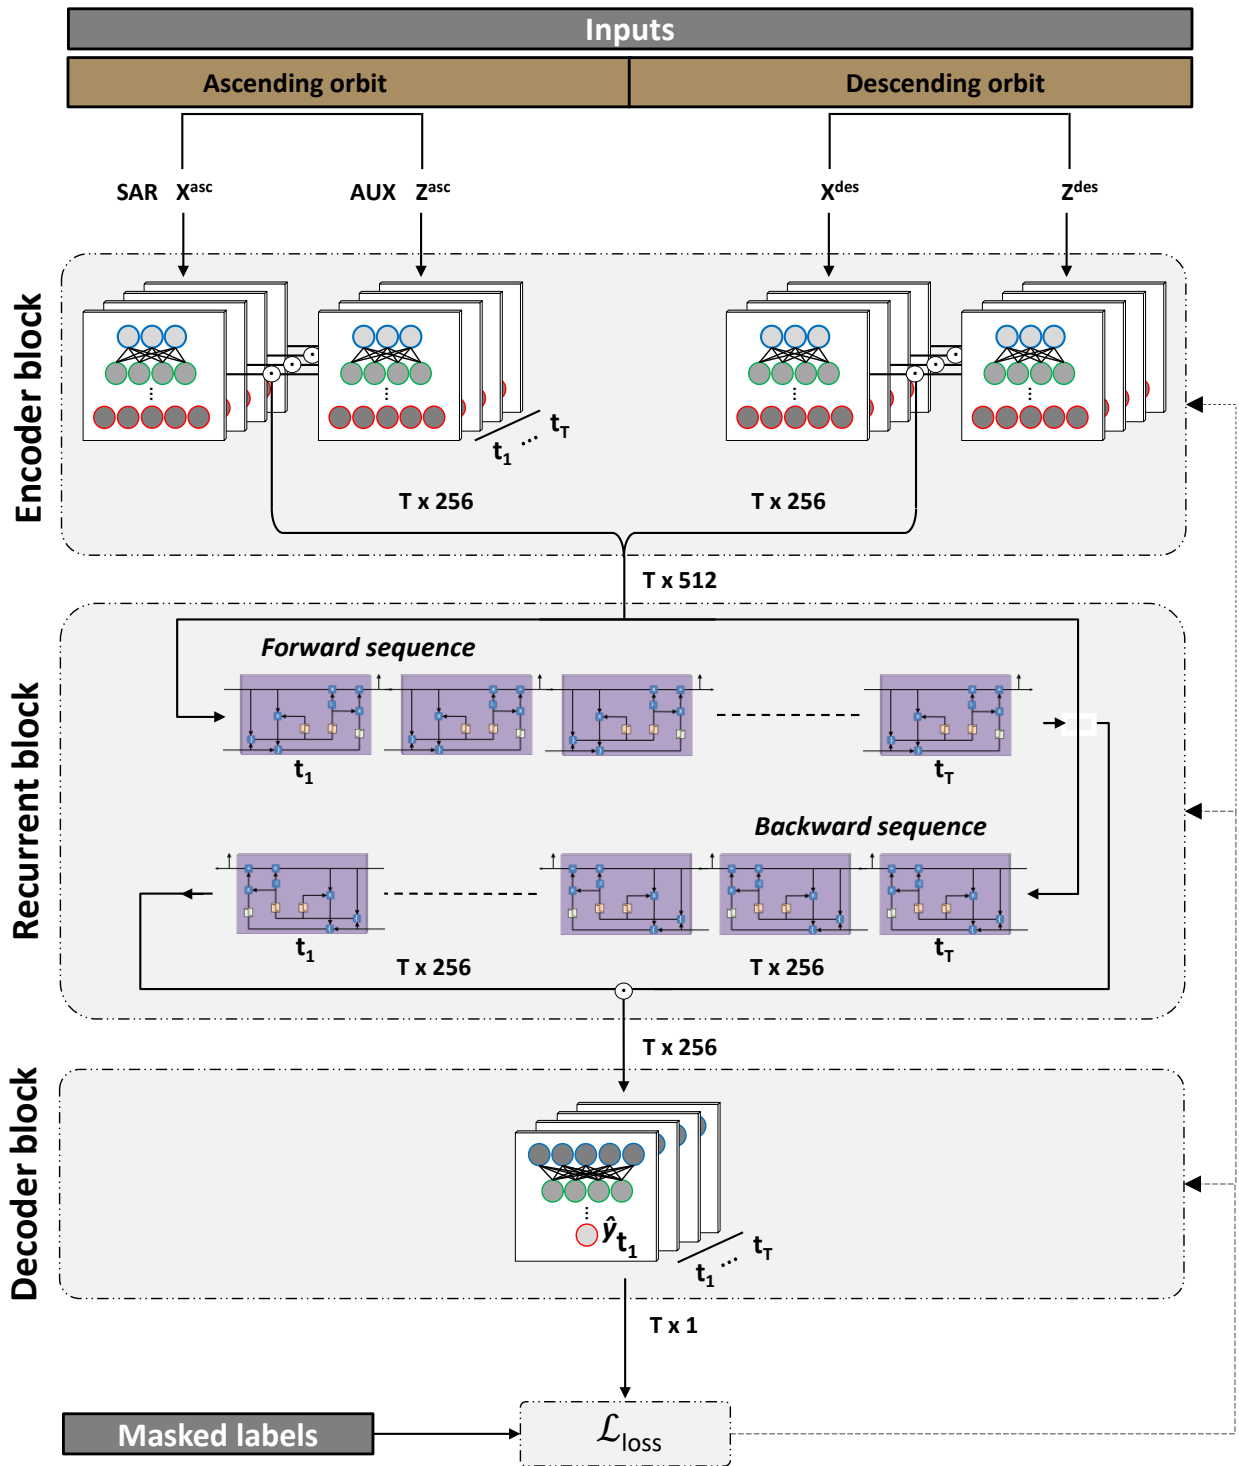 Inputs
Ascending orbit
Descending orbit
SAR X^asc
AUX Z^asc
X^des
Z^des
Encoder block
t_1 ... t_T
T x 256
T x 256
T x 512
Recurrent block
Forward sequence
t_1
t_T
Backward sequence
t_1
t_T
T x 256
T x 256
T x 256
Decoder block
ŷ_t_1
t_1 ... t_T
T x 1
Masked labels
ℒ_loss